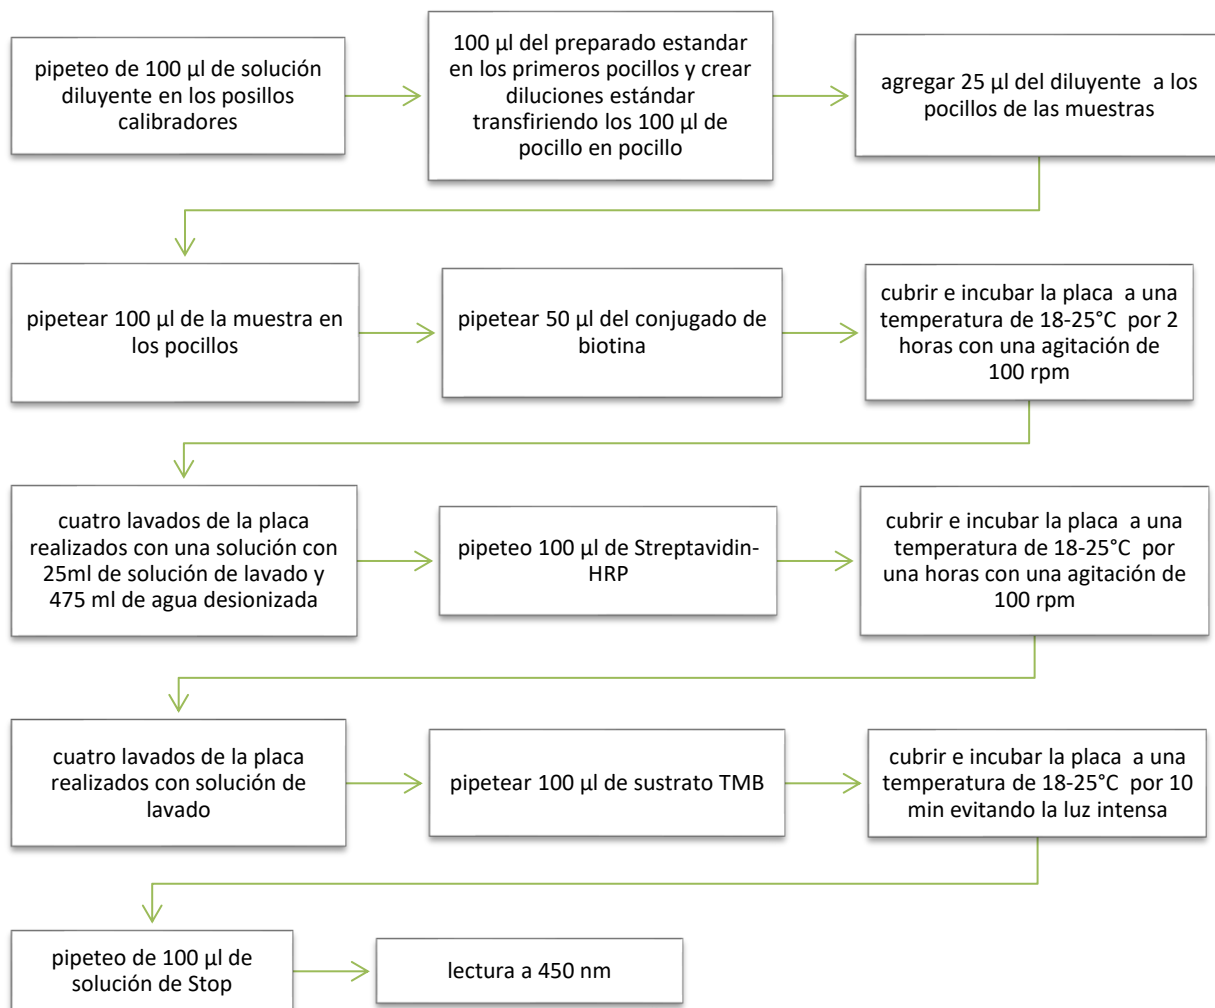 pipeteo de 100 µl de solución
diluyente en los posillos
calibradores
100 µl del preparado estandar
en los primeros pocillos y crear
diluciones estándar
transfiriendo los 100 µl de
pocillo en pocillo
agregar 25 µl del diluyente a los
pocillos de las muestras
pipetear 100 µl de la muestra en
los pocillos
pipetear 50 µl del conjugado de
biotina
cubrir e incubar la placa a una
temperatura de 18-25°C por 2
horas con una agitación de
100 rpm
cuatro lavados de la placa
realizados con una solución con
25ml de solución de lavado y
475 ml de agua desionizada
pipeteo 100 µl de Streptavidin-
HRP
cubrir e incubar la placa a una
temperatura de 18-25°C por
una horas con una agitación de
100 rpm
cuatro lavados de la placa
realizados con solución de
lavado
pipetear 100 µl de sustrato TMB
cubrir e incubar la placa a una
temperatura de 18-25°C por 10
min evitando la luz intensa
pipeteo de 100 µl de
solución de Stop
lectura a 450 nm